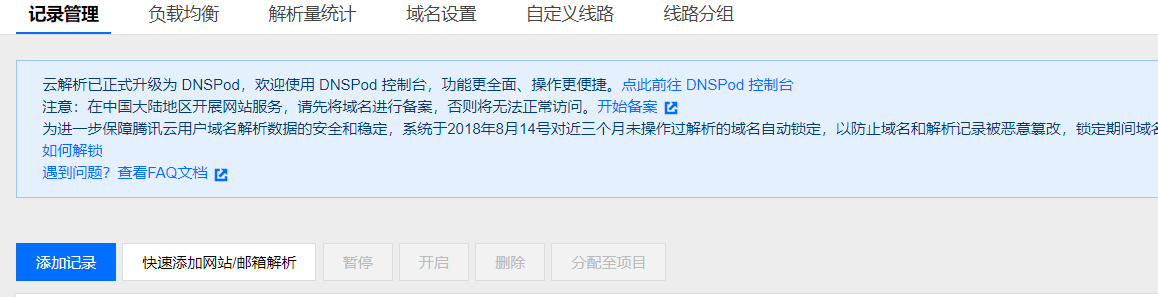 记录管理 负载均衡 解析量统计 域名设置 自定义线路 线路分组
云解析已正式升级为 DNSPod，欢迎使用 DNSPod 控制台，功能更全面、操作更便捷。点此前往 DNSPod 控制台
注意：在中国大陆地区开展网站服务，请先将域名进行备案，否则将无法正常访问。开始备案
为进一步保障腾讯云用户域名解析数据的安全和稳定，系统于2018年8月14号对近三个月未操作过解析的域名自动锁定，以防止域名和解析记录被恶意篡改，锁定期间域名
如何解锁
遇到问题？查看FAQ文档
添加记录 快速添加网站/邮箱解析 暂停 开启 删除 分配至项目